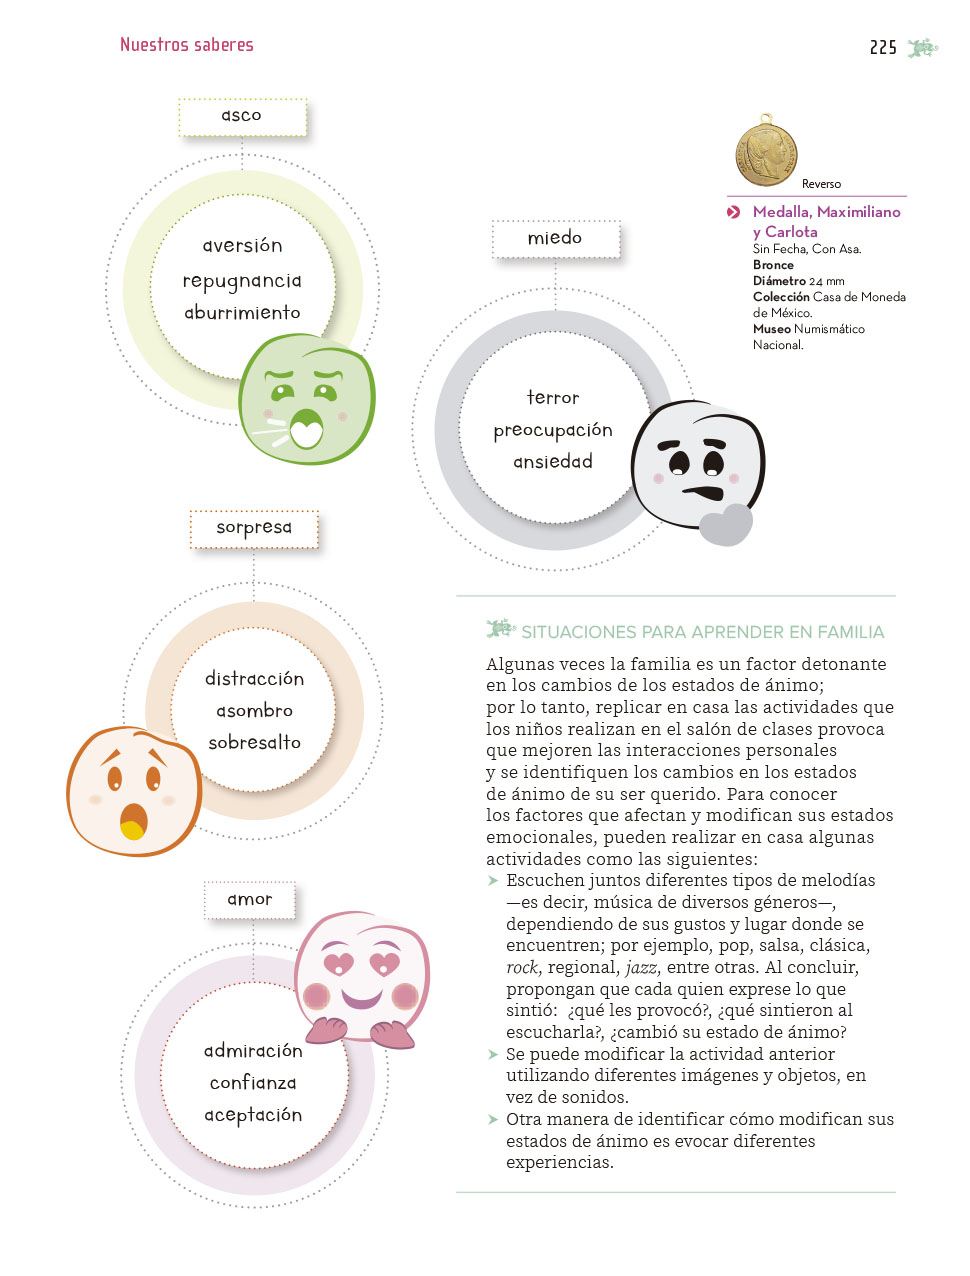 Nuestros saberes
225
asco
aversión
repugnancia
aburrimiento
miedo
terror
preocupación
ansiedad
Reverso
Medalla, Maximiliano
y Carlota
Sin Fecha, Con Asa.
Bronce
Diámetro 24 mm
Colección Casa de Moneda
de México.
Museo Numismático
Nacional.
sorpresa
distracción
asombro
sobresalto
amor
admiración
confianza
aceptación
SITUACIONES PARA APRENDER EN FAMILIA
Algunas veces la familia es un factor detonante
en los cambios de los estados de ánimo;
por lo tanto, replicar en casa las actividades que
los niños realizan en el salón de clases provoca
que mejoren las interacciones personales
y se identifiquen los cambios en los estados
de ánimo de su ser querido. Para conocer
los factores que afectan y modifican sus estados
emocionales, pueden realizar en casa algunas
actividades como las siguientes:
➤ Escuchen juntos diferentes tipos de melodías
—es decir, música de diversos géneros—,
dependiendo de sus gustos y lugar donde se
encuentren; por ejemplo, pop, salsa, clásica,
rock, regional, jazz, entre otras. Al concluir,
propongan que cada quien exprese lo que
sintió: ¿qué les provocó?, ¿qué sintieron al
escucharla?, ¿cambió su estado de ánimo?
➤ Se puede modificar la actividad anterior
utilizando diferentes imágenes y objetos, en
vez de sonidos.
➤ Otra manera de identificar cómo modifican sus
estados de ánimo es evocar diferentes
experiencias.